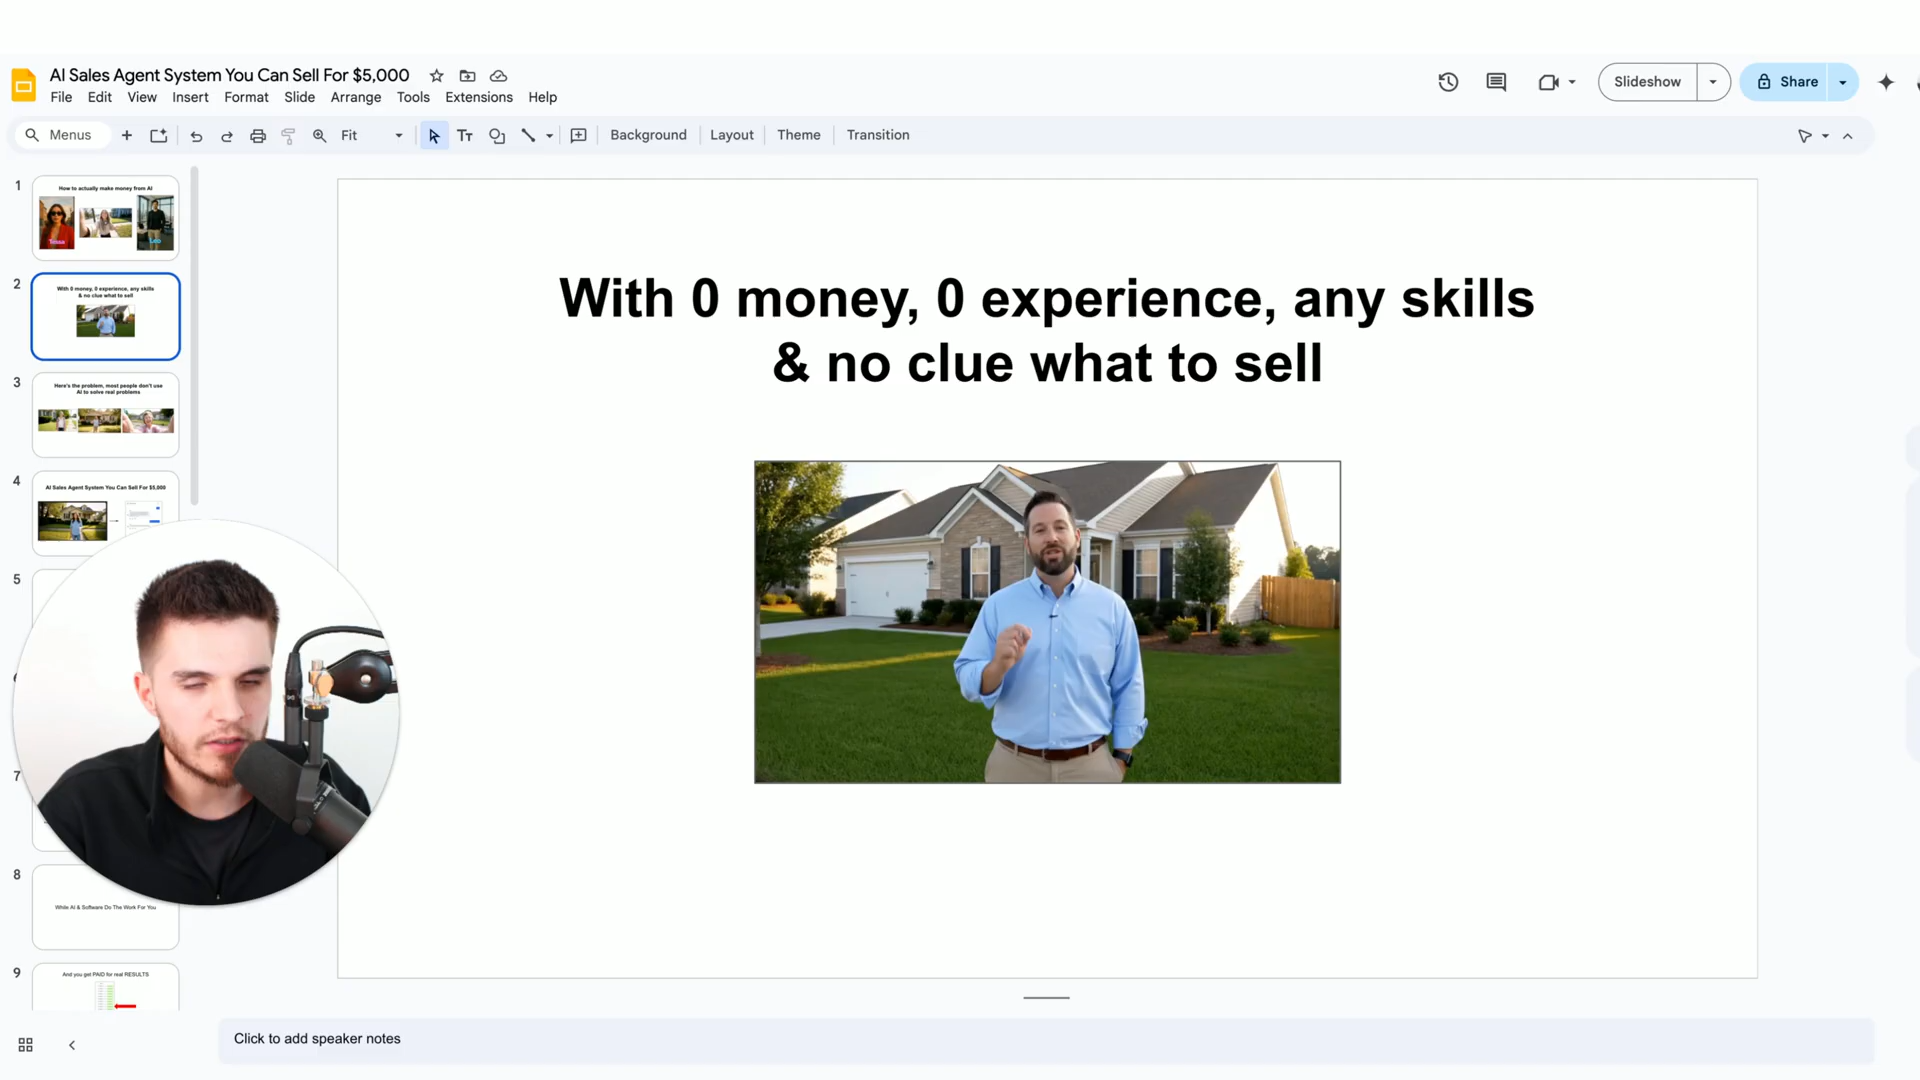 AI Sales Agent System You Can Sell For $5,000
File Edit View Insert Format Slide Arrange Tools Extensions Help
Slideshow
Share
Menus
Fit
Background
Layout
Theme
Transition
1
How to actually make money from AI
Tessa
Leo
2
With 0 money, 0 experience, any skills
& no clue what to sell
3
Here's the problem, most people don't use
AI to solve real problems
4
AI Sales Agent System You Can Sell For $5,000
5
7
8
While AI & Software Do The Work For You
9
And you get PAID for real RESULTS
With 0 money, 0 experience, any skills
& no clue what to sell
Click to add speaker notes